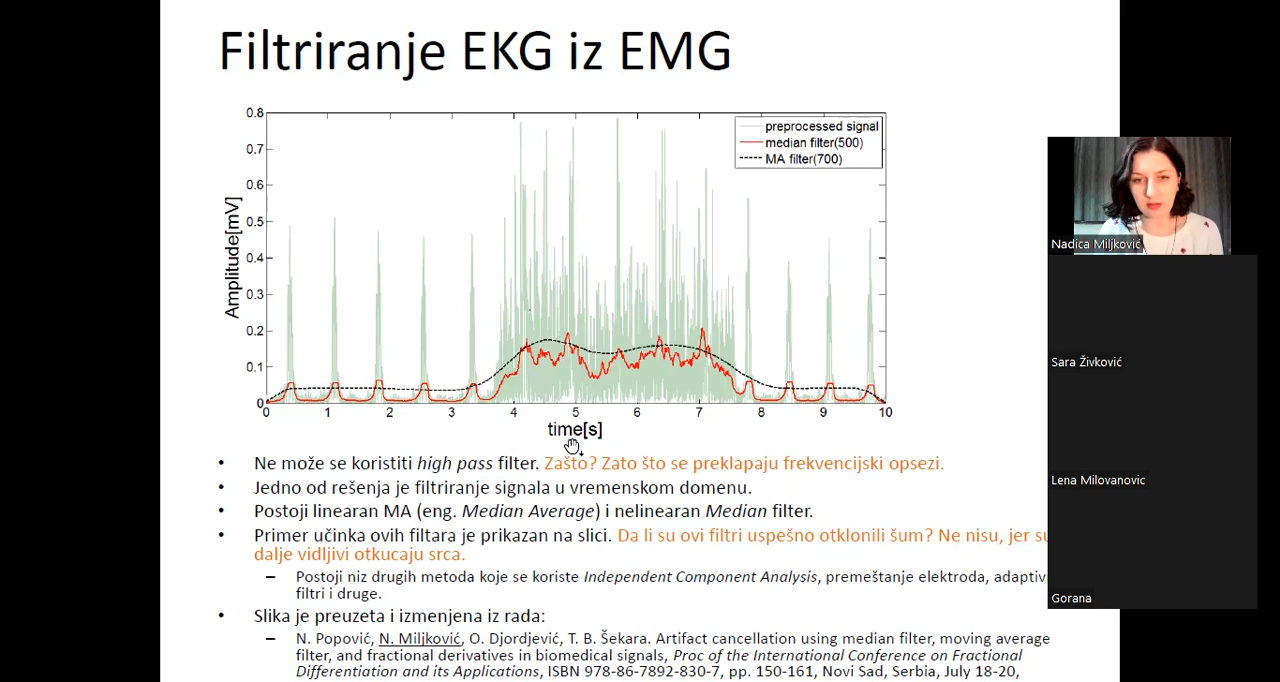 Filtriranje EKG iz EMG
0.8
0.7
0.6
0.5
0.4
0.3
0.2
0.1
0
Amplitude[mV]
preprocessed signal
median filter(500)
MA filter(700)
0 1 2 3 4 5 6 7 8 9 10
time[s]
• Ne može se koristiti high pass filter. Zašto? Zato što se preklapaju frekvencijski opsezi.
• Jedno od rešenja je filtriranje signala u vremenskom domenu.
• Postoji linearan MA (eng. Median Average) i nelinearan Median filter.
• Primer učinka ovih filtara je prikazan na slici. Da li su ovi filtri uspešno otklonili šum? Ne nisu, jer su
dalje vidljivi otkucaju srca.
– Postoji niz drugih metoda koje se koriste Independent Component Analysis, premeštanje elektroda, adaptiv
filtri i druge.
• Slika je preuzeta i izmenjena iz rada:
– N. Popović, N. Miljković, O. Djordjević, T. B. Šekara. Artifact cancellation using median filter, moving average
filter, and fractional derivatives in biomedical signals, Proc of the International Conference on Fractional
Differentiation and its Applications, ISBN 978-86-7892-830-7, pp. 150-161, Novi Sad, Serbia, July 18-20,
Nadica Miljković
Sara Živković
Lena Milovanovic
Gorana